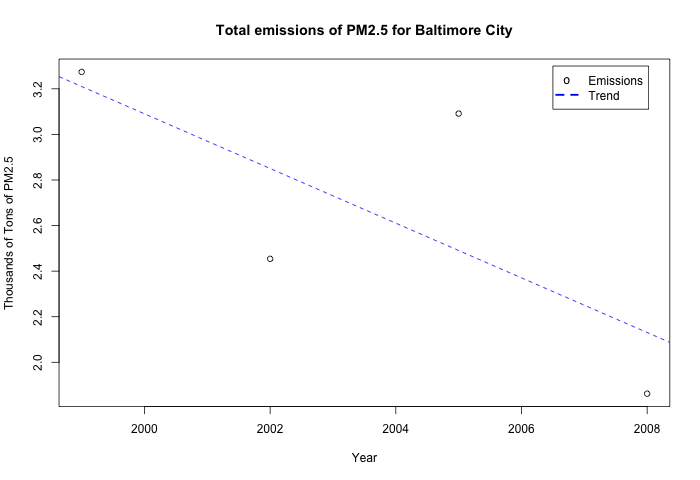 Total emissions of PM2.5 for Baltimore City
Emissions
Trend
Thousands of Tons of PM2.5
3.2
3.0
2.8
2.6
2.4
2.2
2.0
2000 2002 2004 2006 2008
Year